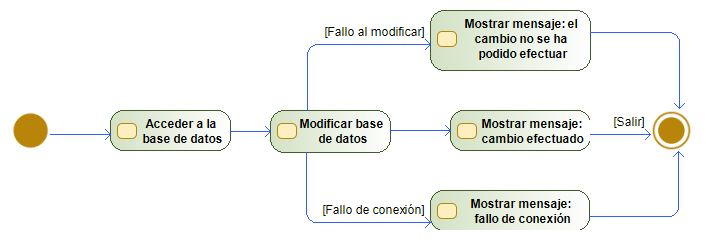 Mostrar mensaje: el
cambio no se ha
podido efectuar
[Fallo al modificar]
Acceder a la
base de datos
Modificar base
de datos
Mostrar mensaje:
cambio efectuado
[Salir]
[Fallo de conexión]
Mostrar mensaje:
fallo de conexión